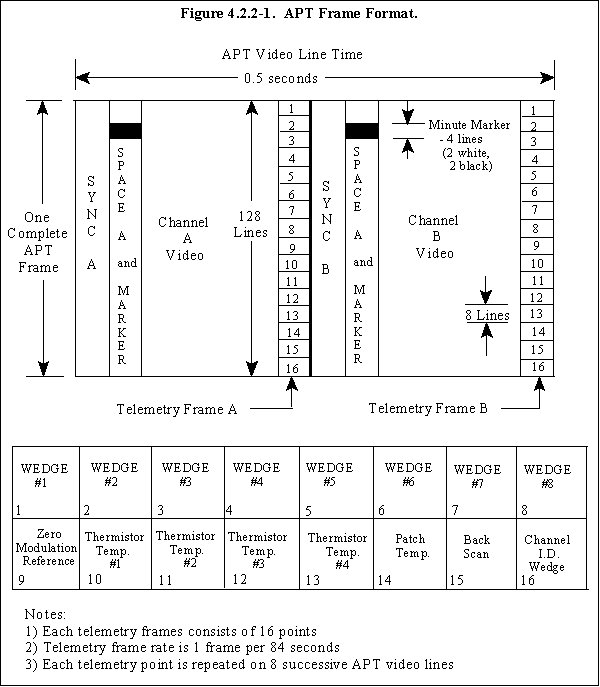 Figure 4.2.2-1. APT Frame Format.
APT Video Line Time
0.5 seconds
One
Complete
APT
Frame
SYNC A
SPACE A and MARKER
Channel
A
Video
128
Lines
1
2
3
4
5
6
7
8
9
10
11
12
13
14
15
16
SYNC B
SPACE A and MARKER
Minute Marker
- 4 lines
(2 white,
2 black)
Channel
B
Video
8 Lines
1
2
3
4
5
6
7
8
9
10
11
12
13
14
15
16
Telemetry Frame A
Telemetry Frame B
WEDGE
#1
1
WEDGE
#2
2
WEDGE
#3
3
WEDGE
#4
4
WEDGE
#5
5
WEDGE
#6
6
WEDGE
#7
7
WEDGE
#8
8
Zero
Modulation
Reference
9
Thermistor
Temp.
#1
10
Thermistor
Temp.
#2
11
Thermistor
Temp.
#3
12
Thermistor
Temp.
#4
13
Patch
Temp.
14
Back
Scan
15
Channel
I.D.
Wedge
16
Notes:
1) Each telemetry frames consists of 16 points
2) Telemetry frame rate is 1 frame per 84 seconds
3) Each telemetry point is repeated on 8 successive APT video lines